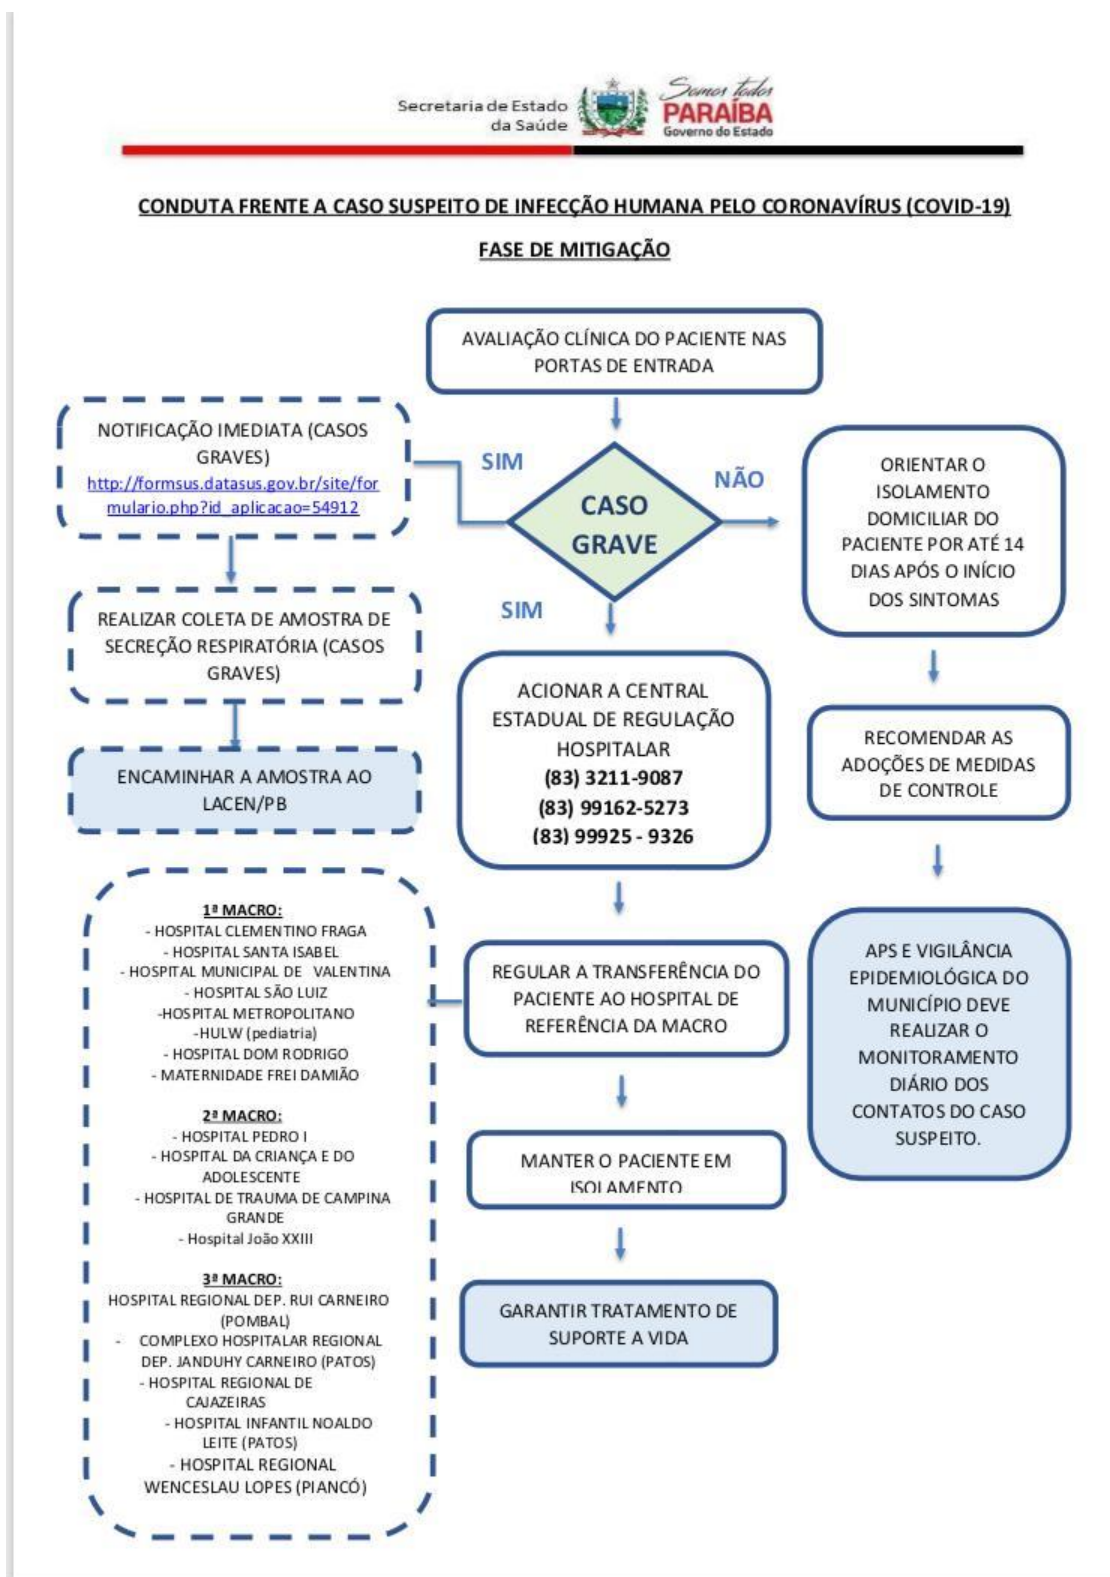 Secretaria de Estado
da Saúde
Somos todos
PARAÍBA
Governo do Estado
CONDUTA FRENTE A CASO SUSPEITO DE INFECÇÃO HUMANA PELO CORONAVÍRUS (COVID-19)
FASE DE MITIGAÇÃO
AVALIAÇÃO CLÍNICA DO PACIENTE NAS
PORTAS DE ENTRADA
NOTIFICAÇÃO IMEDIATA (CASOS
GRAVES)
http://formsus.datasus.gov.br/site/for
mulario.php?id_aplicacao=54912
SIM
CASO
GRAVE
NÃO
SIM
ORIENTAR O
ISOLAMENTO
DOMICILIAR DO
PACIENTE POR ATÉ 14
DIAS APÓS O INÍCIO
DOS SINTOMAS
REALIZAR COLETA DE AMOSTRA DE
SECREÇÃO RESPIRATÓRIA (CASOS
GRAVES)
ENCAMINHAR A AMOSTRA AO
LACEN/PB
ACIONAR A CENTRAL
ESTADUAL DE REGULAÇÃO
HOSPITALAR
(83) 3211-9087
(83) 99162-5273
(83) 99925 - 9326
RECOMENDAR AS
ADOÇÕES DE MEDIDAS
DE CONTROLE
1ª MACRO:
- HOSPITAL CLEMENTINO FRAGA
- HOSPITAL SANTA ISABEL
- HOSPITAL MUNICIPAL DE VALENTINA
- HOSPITAL SÃO LUIZ
-HOSPITAL METROPOLITANO
-HULW (pediatria)
- HOSPITAL DOM RODRIGO
- MATERNIDADE FREI DAMIÃO
2ª MACRO:
- HOSPITAL PEDRO I
- HOSPITAL DA CRIANÇA E DO
ADOLESCENTE
- HOSPITAL DE TRAUMA DE CAMPINA
GRANDE
- Hospital João XXIII
3ª MACRO:
HOSPITAL REGIONAL DEP. RUI CARNEIRO
(POMBAL)
- COMPLEXO HOSPITALAR REGIONAL
DEP. JANDUHY CARNEIRO (PATOS)
- HOSPITAL REGIONAL DE
CAJAZEIRAS
- HOSPITAL INFANTIL NOALDO
LEITE (PATOS)
- HOSPITAL REGIONAL
WENCESLAU LOPES (PIANCÓ)
REGULAR A TRANSFERÊNCIA DO
PACIENTE AO HOSPITAL DE
REFERÊNCIA DA MACRO
MANTER O PACIENTE EM
ISOLAMENTO
GARANTIR TRATAMENTO DE
SUPORTE A VIDA
APS E VIGILÂNCIA
EPIDEMIOLÓGICA DO
MUNICÍPIO DEVE
REALIZAR O
MONITORAMENTO
DIÁRIO DOS
CONTATOS DO CASO
SUSPEITO.